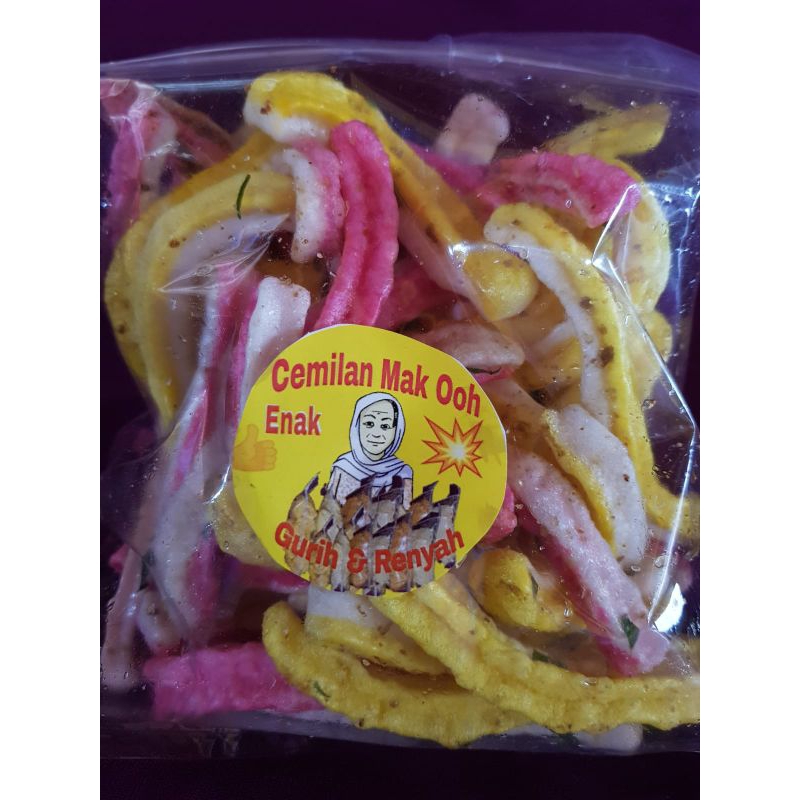 Cemilan Mak Ooh
Enak
Gurih & Renyah